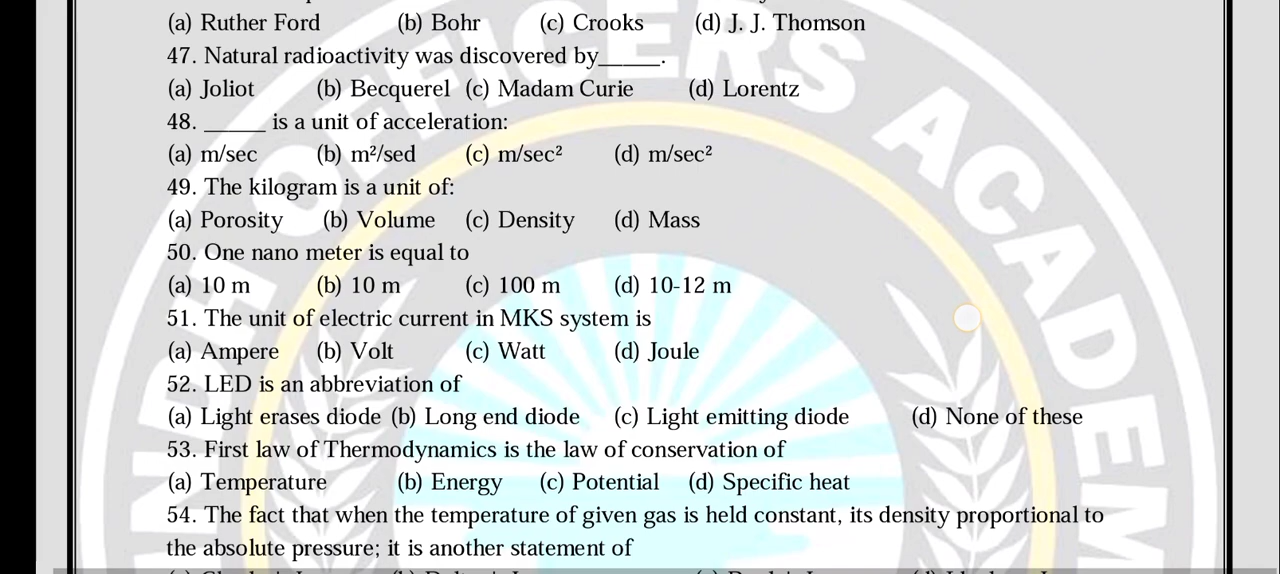 (a) Ruther Ford (b) Bohr (c) Crooks (d) J. J. Thomson
47. Natural radioactivity was discovered by_____.
(a) Joliot (b) Becquerel (c) Madam Curie (d) Lorentz
48. _____ is a unit of acceleration:
(a) m/sec (b) m²/sed (c) m/sec² (d) m/sec²
49. The kilogram is a unit of:
(a) Porosity (b) Volume (c) Density (d) Mass
50. One nano meter is equal to
(a) 10 m (b) 10 m (c) 100 m (d) 10-12 m
51. The unit of electric current in MKS system is
(a) Ampere (b) Volt (c) Watt (d) Joule
52. LED is an abbreviation of
(a) Light erases diode (b) Long end diode (c) Light emitting diode (d) None of these
53. First law of Thermodynamics is the law of conservation of
(a) Temperature (b) Energy (c) Potential (d) Specific heat
54. The fact that when the temperature of given gas is held constant, its density proportional to
the absolute pressure; it is another statement of
OFFICERS ACADEM